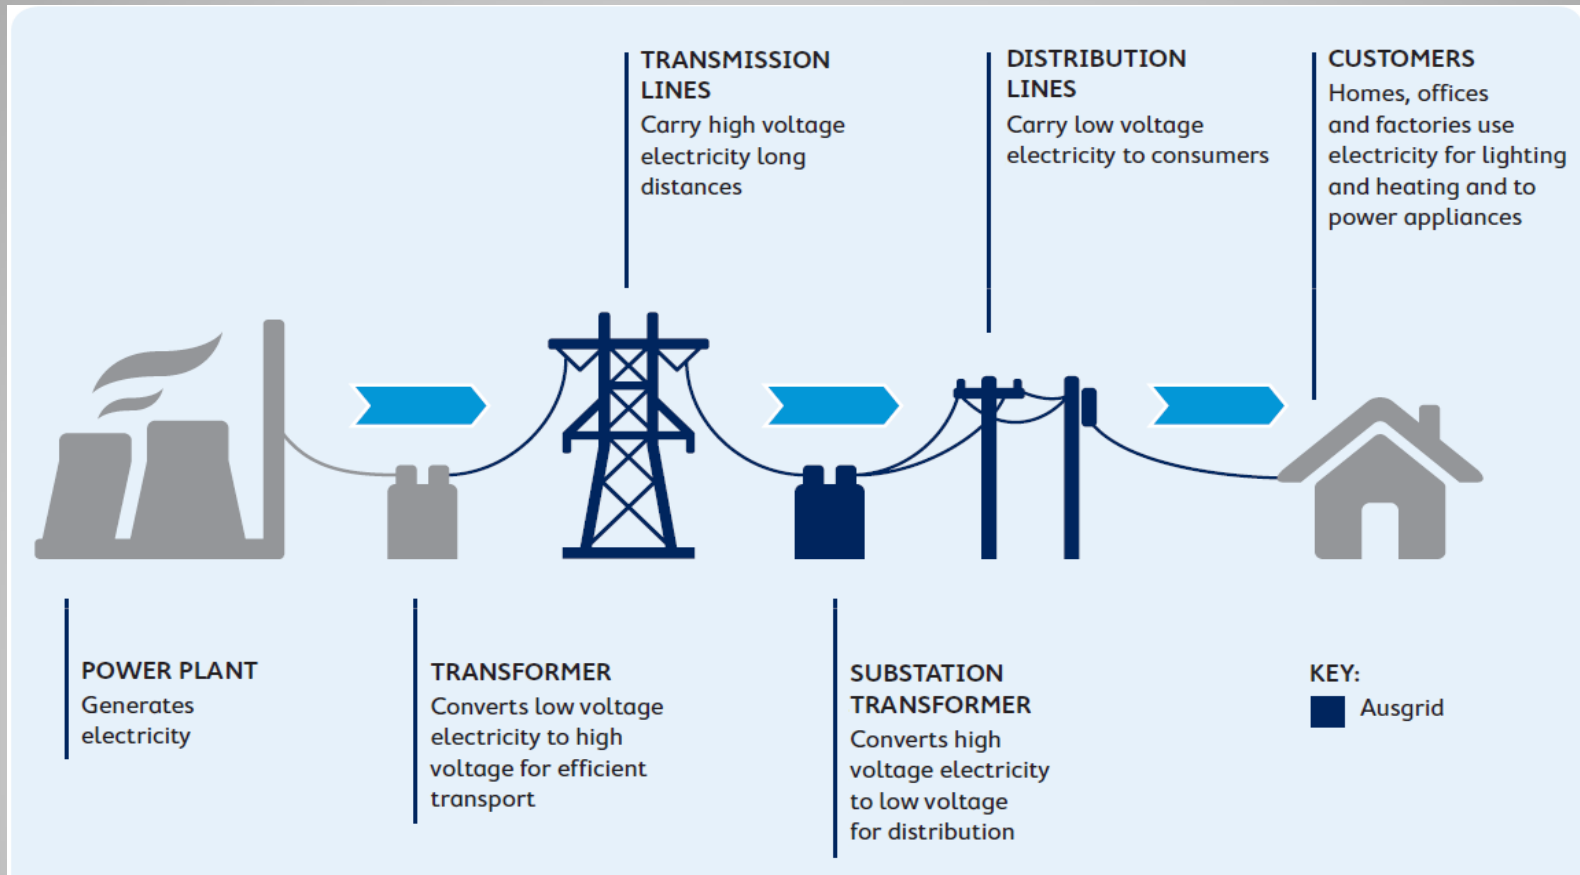 TRANSMISSION
LINES
Carry high voltage
electricity long
distances
DISTRIBUTION
LINES
Carry low voltage
electricity to consumers
CUSTOMERS
Homes, offices
and factories use
electricity for lighting
and heating and to
power appliances
POWER PLANT
Generates
electricity
TRANSFORMER
Converts low voltage
electricity to high
voltage for efficient
transport
SUBSTATION
TRANSFORMER
Converts high
voltage electricity
to low voltage
for distribution
KEY:
Ausgrid